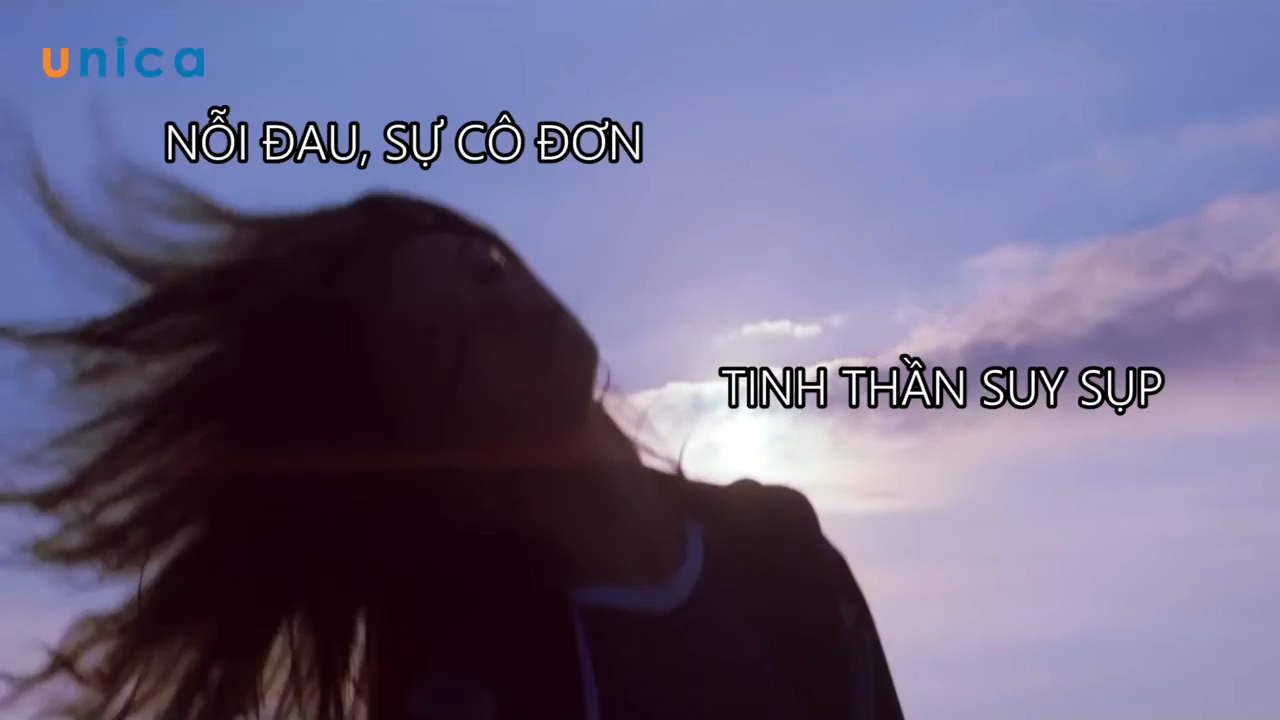 unica
NỖI ĐAU, SỰ CÔ ĐƠN
TINH THẦN SUY SỤP